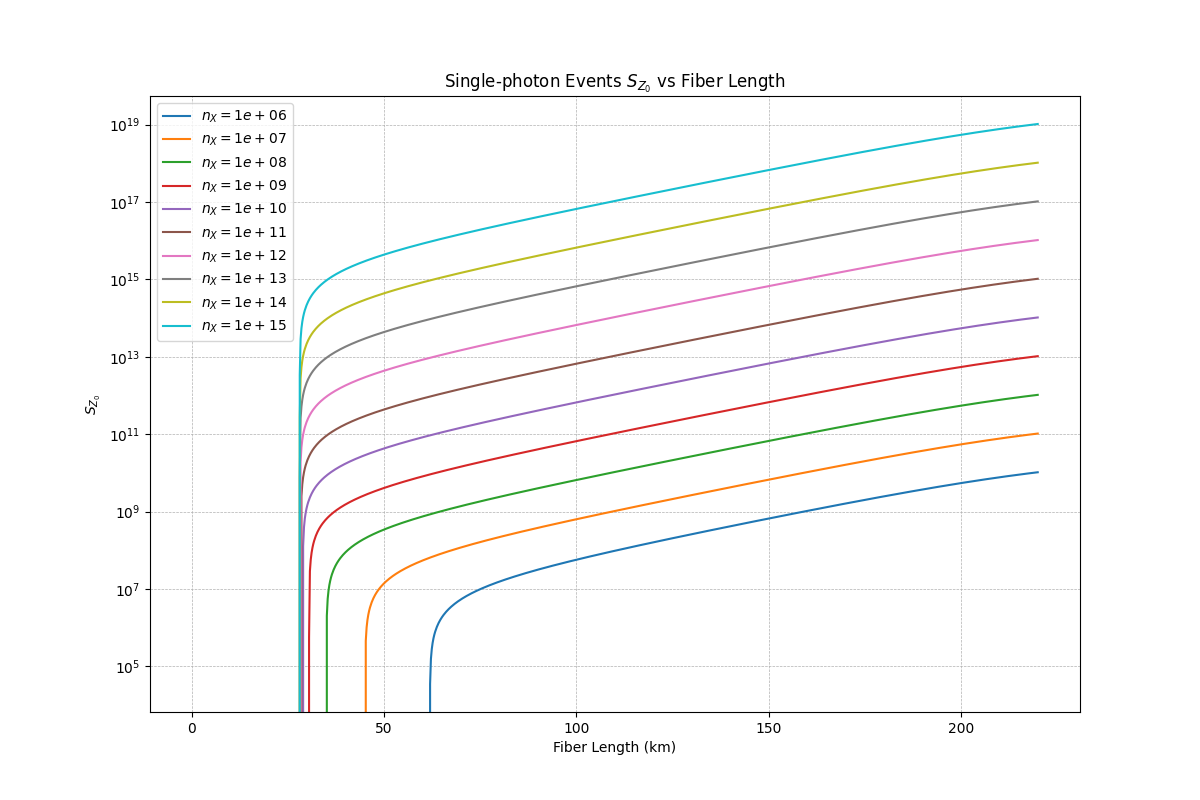 Single-photon Events $S_{Z_0}$ vs Fiber Length
$n_X = 1e+06$
$n_X = 1e+07$
$n_X = 1e+08$
$n_X = 1e+09$
$n_X = 1e+10$
$n_X = 1e+11$
$n_X = 1e+12$
$n_X = 1e+13$
$n_X = 1e+14$
$n_X = 1e+15$
$10^{19}$
$10^{17}$
$10^{15}$
$10^{13}$
$10^{11}$
$10^{9}$
$10^{7}$
$10^{5}$
$S_{Z_0}$
0 50 100 150 200
Fiber Length (km)